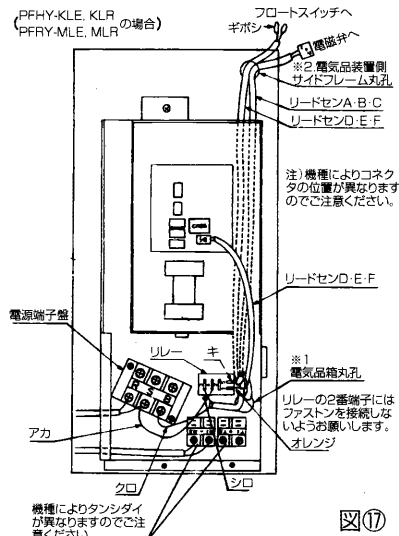 (PFHY-KLE, KLR
PFRY-MLE, MLR の場合)
フロートスイッチへ
ギボシ
電磁弁へ
※2.電気品装置側
サイドフレーム丸孔
リードセンA・B・C
リードセンD・E・F
注)機種によりコネク
タの位置が異なります
のでご注意ください。
リードセンD・E・F
電源端子盤
リレー
キ
※1
電気品箱丸孔
リレーの2番端子には
ファストンを接続しな
いようお願いします。
オレンジ
アカ
クロ
シロ
機種によりタンシダイ
が異なりますのでご注
意ください
図⑰